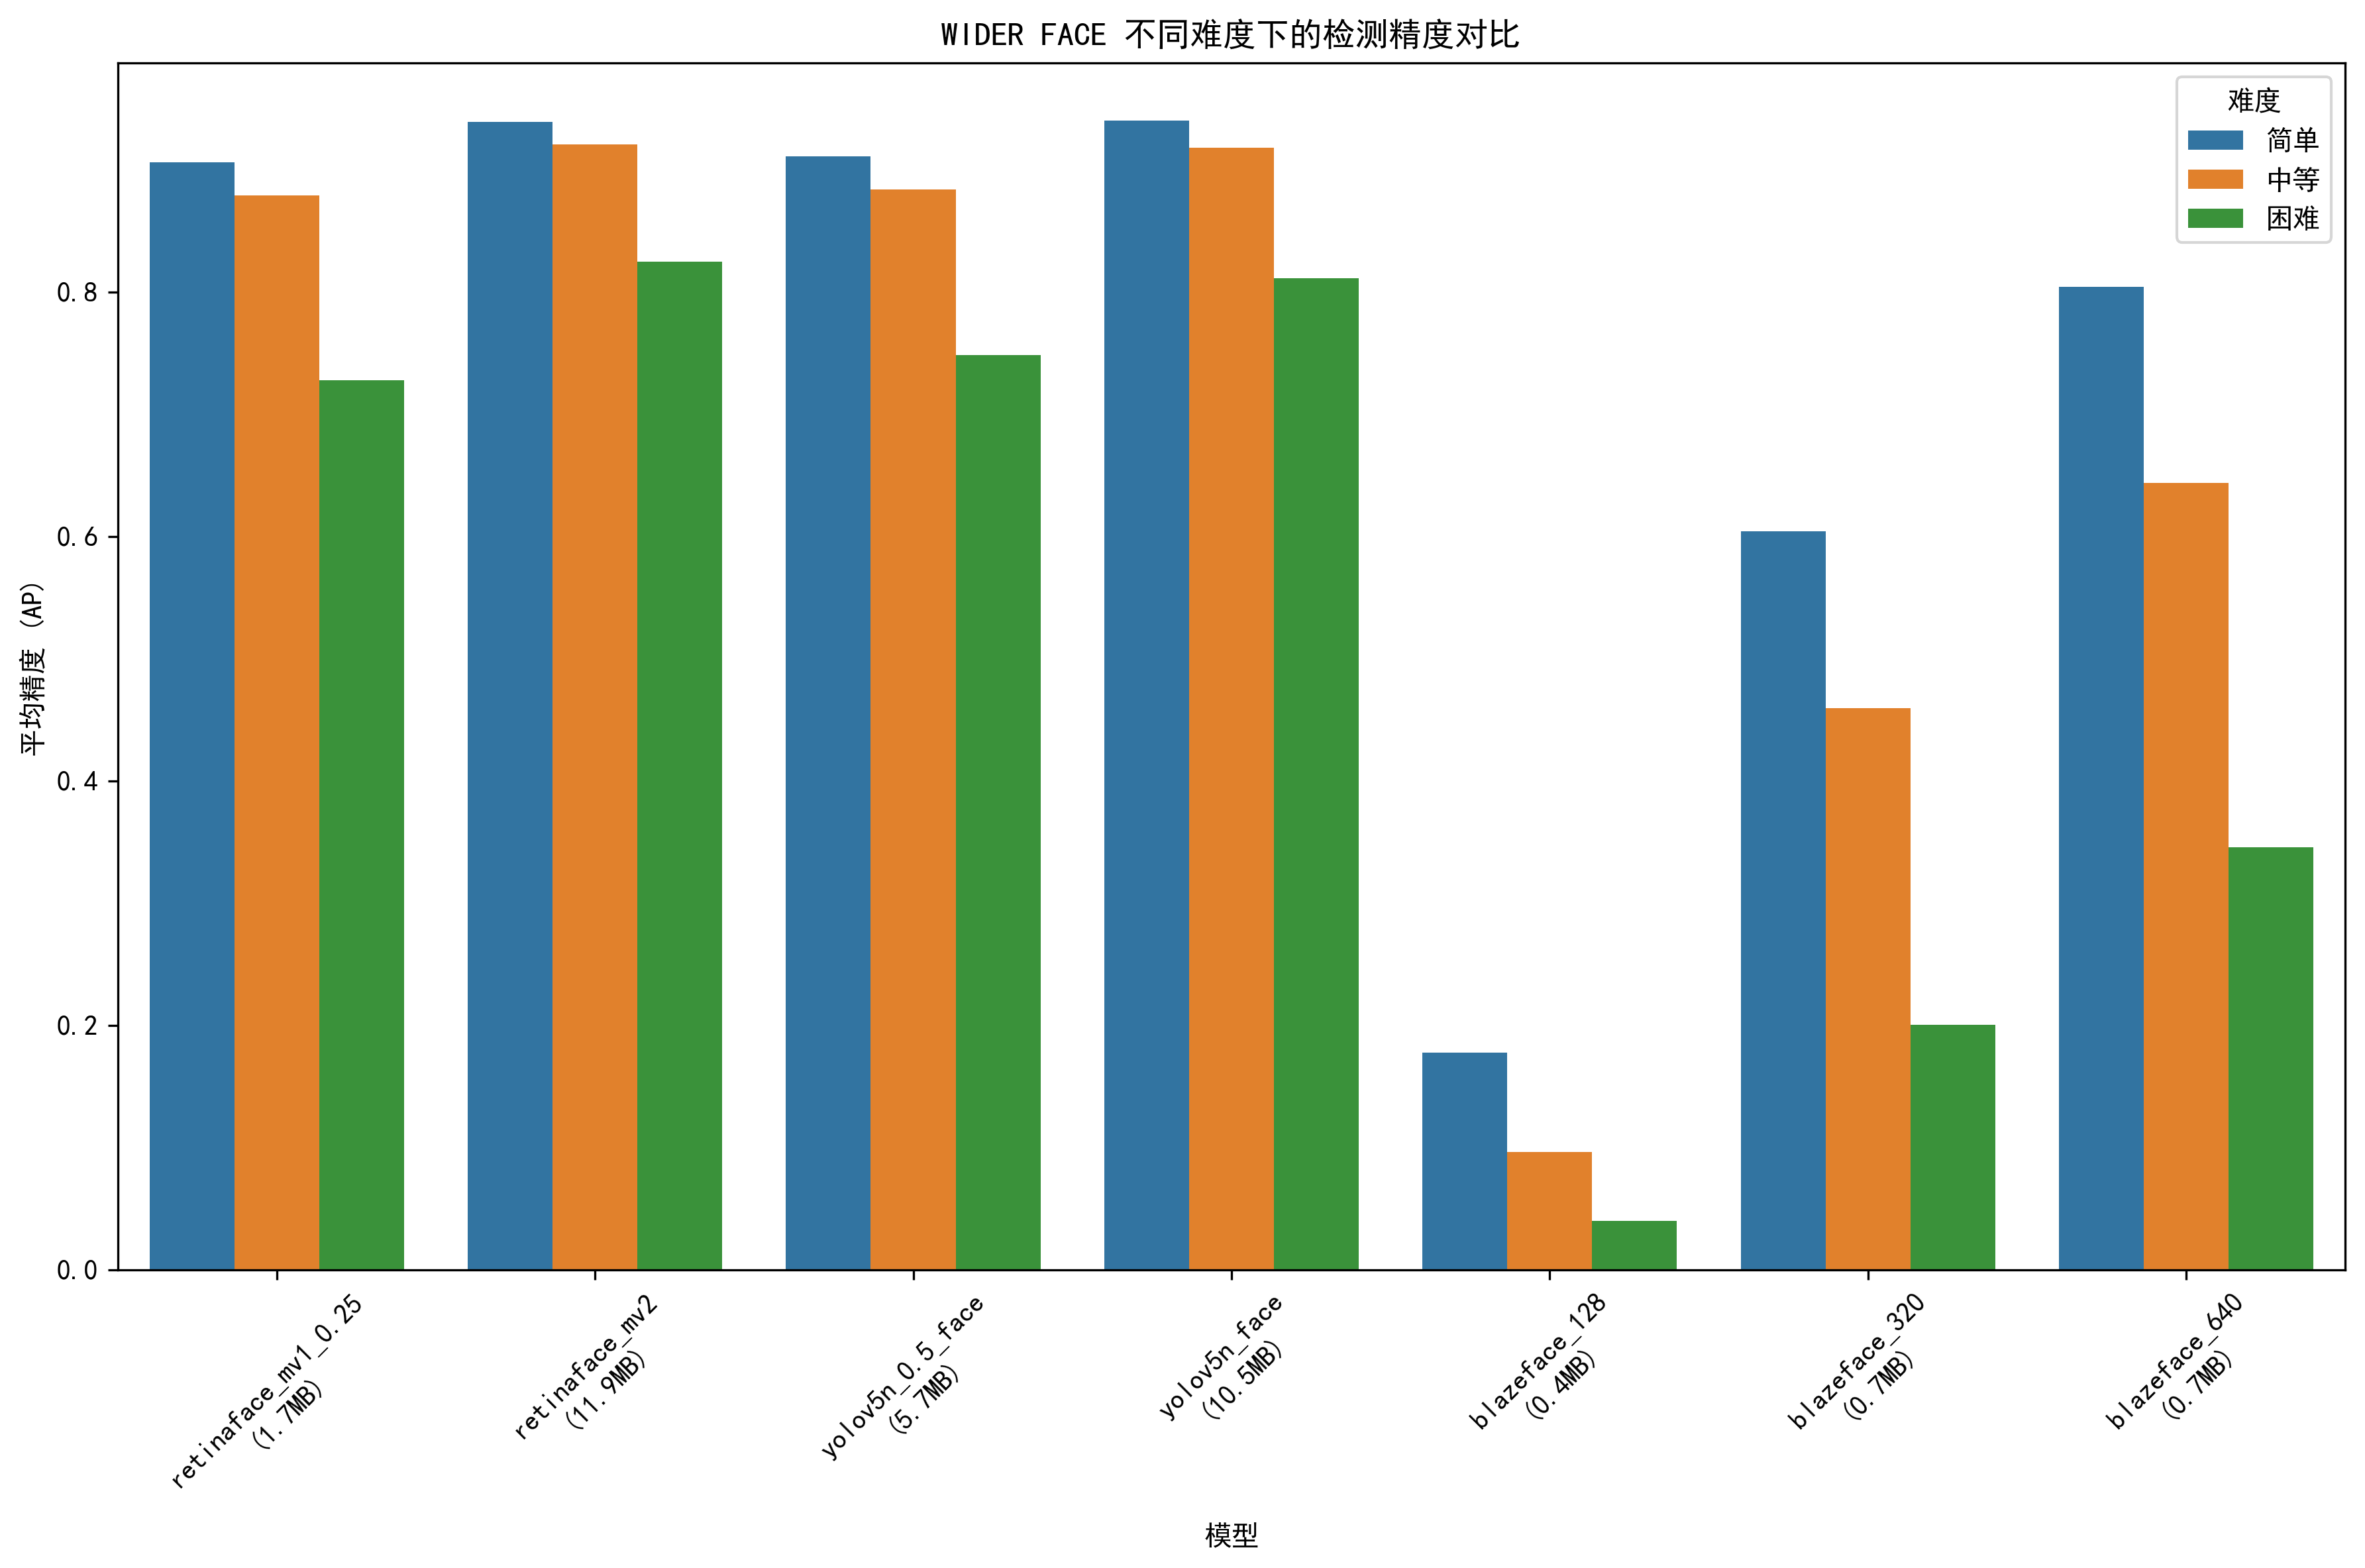 WIDER FACE 不同难度下的检测精度对比
难度
简单
中等
困难
平均精度 (AP)
0.8
0.6
0.4
0.2
0.0
retinaface_mv1_0.25
(1.7MB)
retinaface_mv2
(11.9MB)
yolov5n_0.5_face
(5.7MB)
yolov5n_face
(10.5MB)
blazeface_128
(0.4MB)
blazeface_320
(0.7MB)
blazeface_640
(0.7MB)
模型